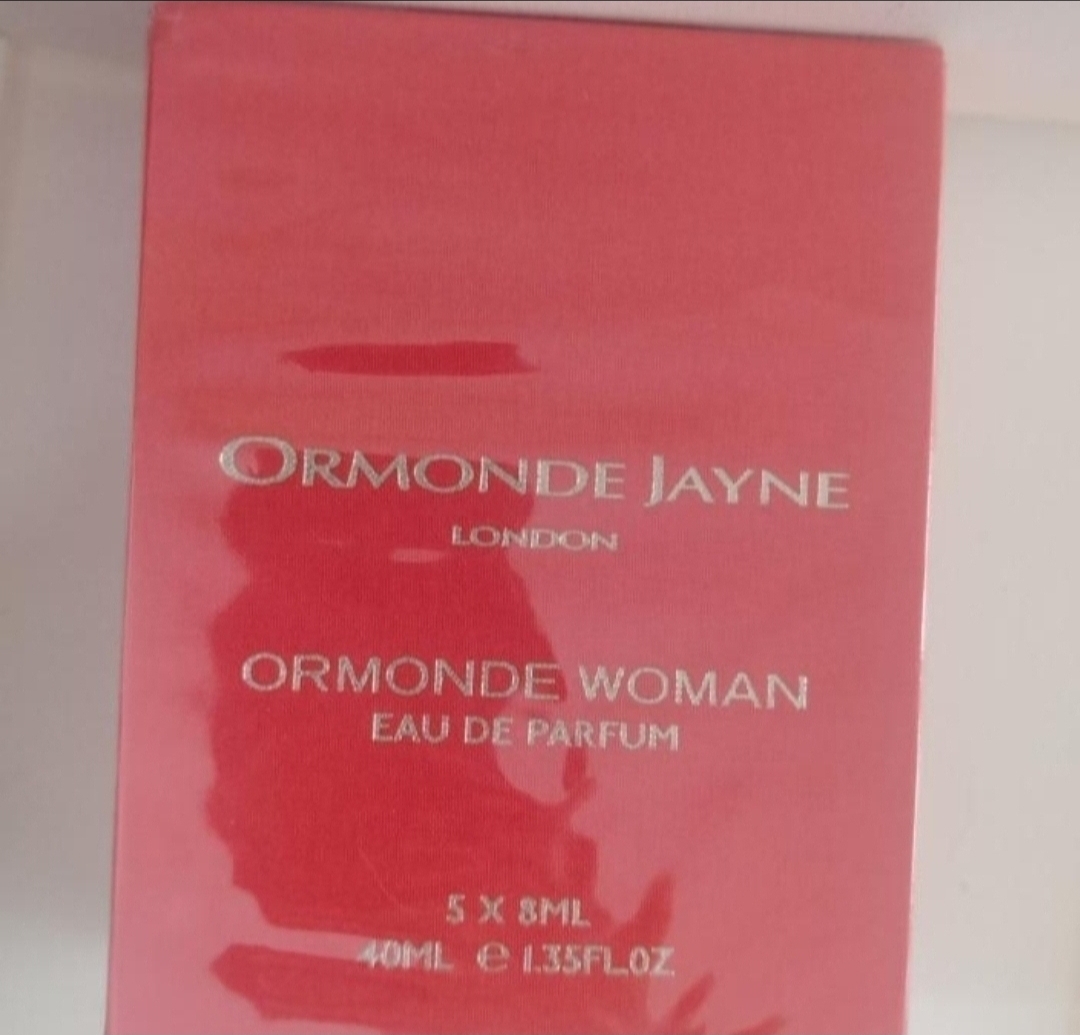 ORMONDE JAYNE
LONDON
ORMONDE WOMAN
EAU DE PARFUM
5 X 8ML
40ML ℮ 1.35FL.OZ